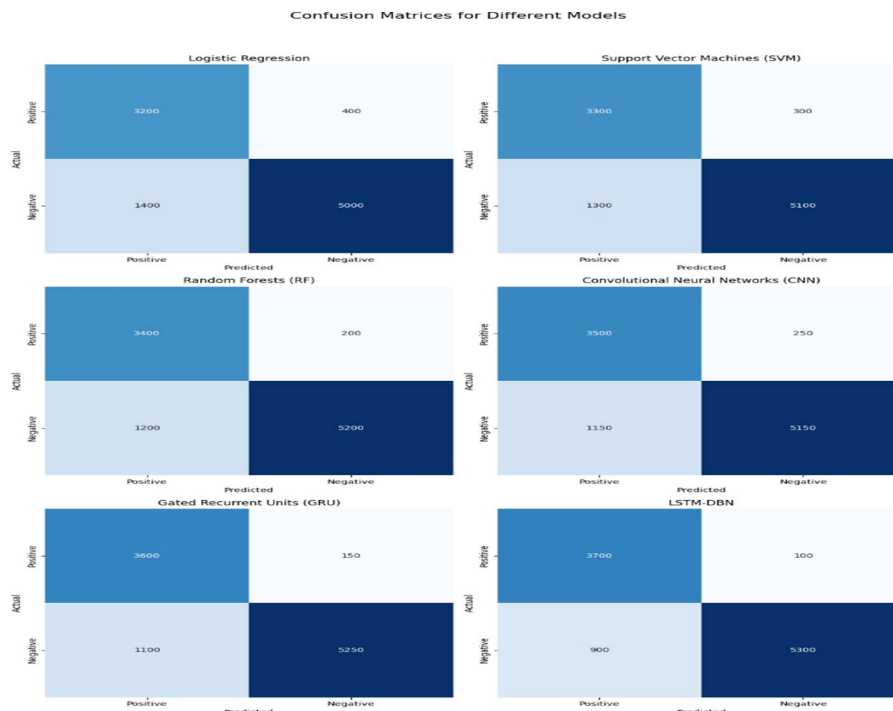 Confusion Matrices for Different Models
Logistic Regression
Support Vector Machines (SVM)
Positive
3200
400
Positive
3300
300
Actual
Actual
Negative
1400
5000
Negative
1300
5100
Positive
Negative
Positive
Negative
Predicted
Predicted
Random Forests (RF)
Convolutional Neural Networks (CNN)
Positive
3400
200
Positive
3500
250
Actual
Actual
Negative
1200
5200
Negative
1150
5150
Positive
Negative
Positive
Negative
Predicted
Predicted
Gated Recurrent Units (GRU)
LSTM-DBN
Positive
3600
150
Positive
3700
100
Actual
Actual
Negative
1100
5250
Negative
900
5300
Positive
Negative
Positive
Negative
Predicted
Predicted